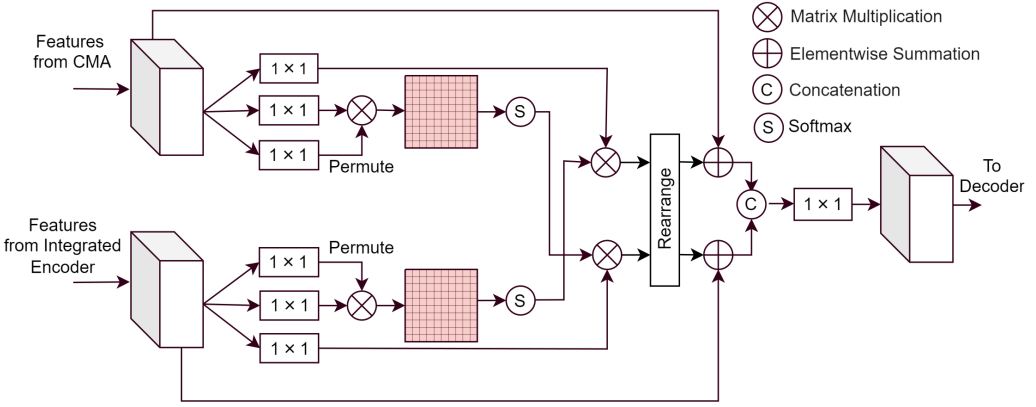 Features
from CMA
1 × 1
1 × 1
1 × 1
Permute
S
Matrix Multiplication
Elementwise Summation
C
Concatenation
S
Softmax
Rearrange
C
1 × 1
To
Decoder
Features
from Integrated
Encoder
Permute
1 × 1
1 × 1
1 × 1
S